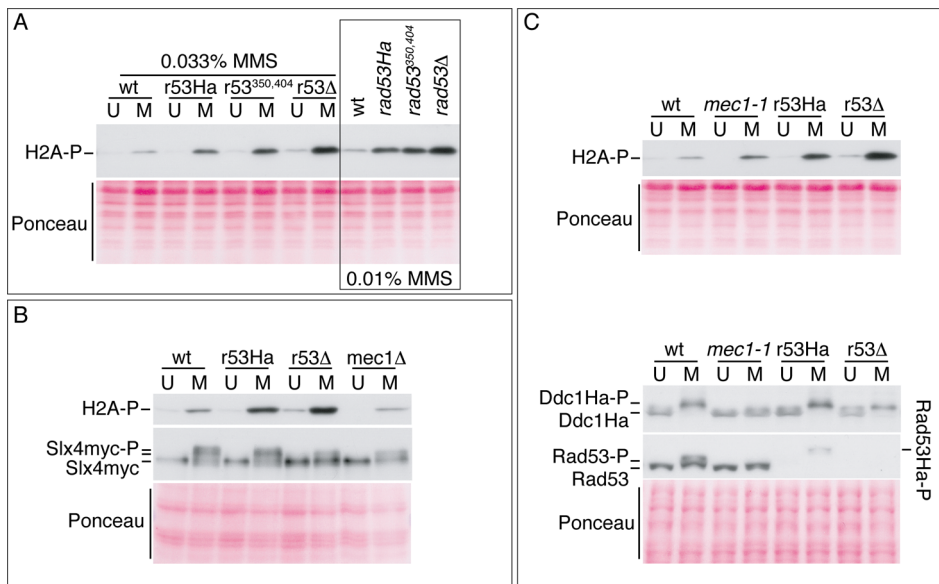 A
0.033% MMS
wt r53Ha r53350,404 r53Δ
U M U M U M U M
wt rad53Ha rad53350,404 rad53Δ
H2A-P
Ponceau
0.01% MMS
B
wt r53Ha r53Δ mec1Δ
U M U M U M U M
H2A-P
Slx4myc-P
Slx4myc
Ponceau
C
wt mec1-1 r53Ha r53Δ
U M U M U M U M
H2A-P
Ponceau
wt mec1-1 r53Ha r53Δ
U M U M U M U M
Ddc1Ha-P
Ddc1Ha
Rad53-P
Rad53
Rad53Ha-P
Ponceau